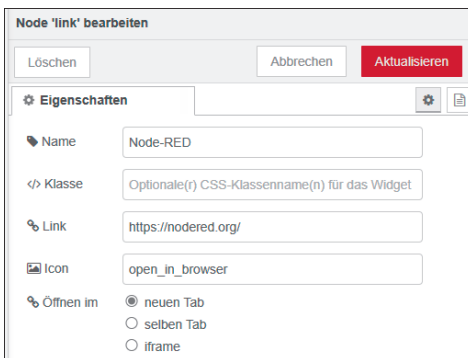 Node 'link' bearbeiten
Löschen Abbrechen Aktualisieren
Eigenschaften
Name Node-RED
</> Klasse Optionale(r) CSS-Klassenname(n) für das Widget
Link https://nodered.org/
Icon open_in_browser
Öffnen im neuen Tab
selben Tab
iframe